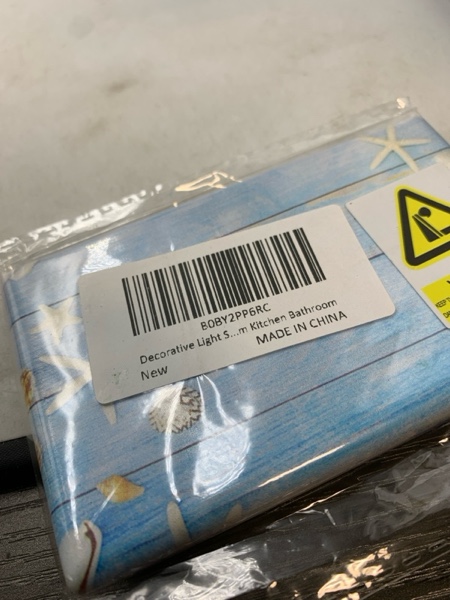 B0BY2PP6RC
Decorative Light S...m Kitchen Bathroom
New
MADE IN CHINA